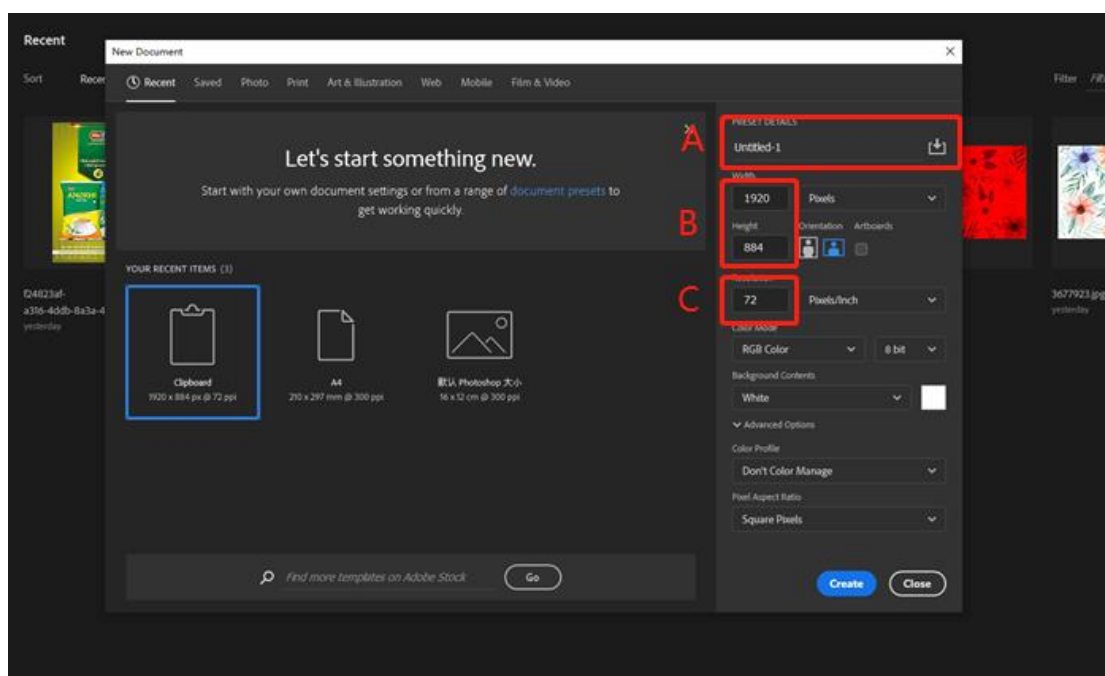 Recent
New Document
Sort
Recen
Recent Saved Photo Print Art & Illustration Web Mobile Film & Video
Filter
Let's start something new.
Start with your own document settings or from a range of document presets to
get working quickly.
YOUR RECENT ITEMS (3)
Clipboard
1920 x 884 px @ 72 ppi
A4
210 x 297 mm @ 300 ppi
默认 Photoshop 大小
16 x 12 cm @ 300 ppi
Find more templates on Adobe Stock
Go
A
PRESET DETAILS
Untitled-1
Width
B
1920 Pixels
Height Orientation Artboards
884
C
72 Pixels/Inch
Color Mode
RGB Color 8 bit
Background Contents
White
Advanced Options
Color Profile
Don't Color Manage
Pixel Aspect Ratio
Square Pixels
Create Close
f24823af-
a316-4ddb-8a3a-4
yesterday
3677923.jpg
yesterday